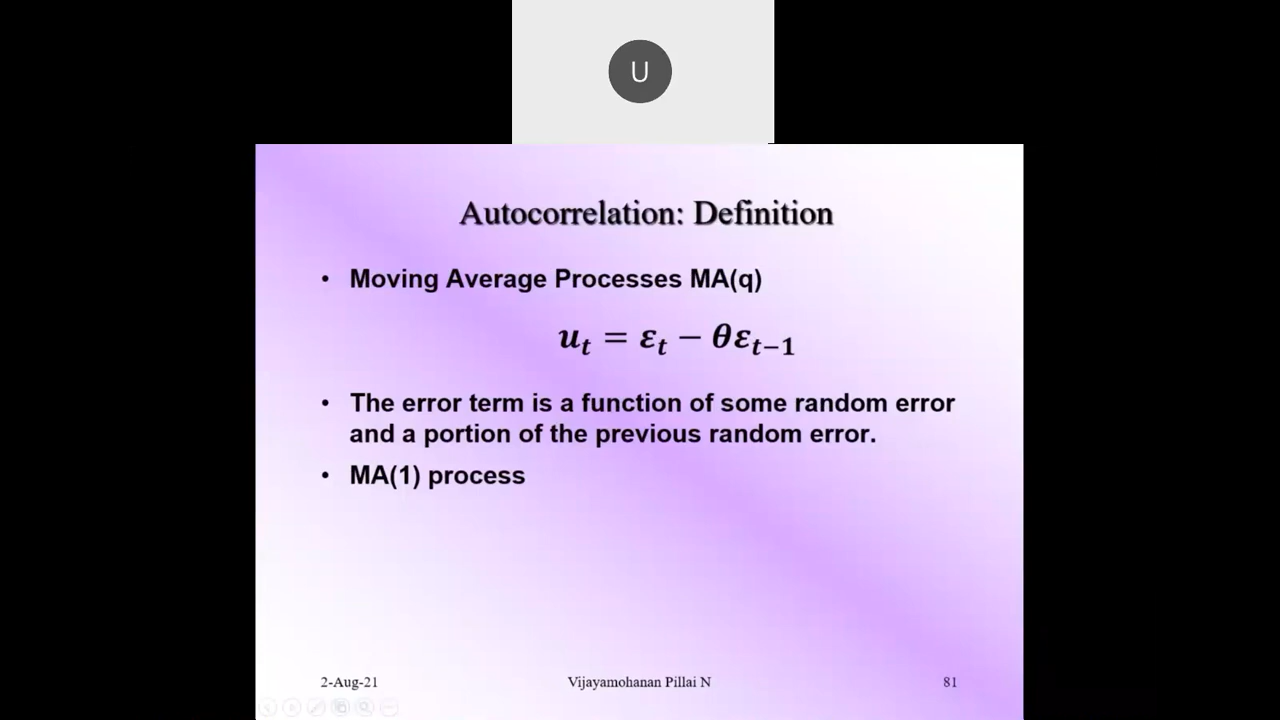 U
Autocorrelation: Definition
• Moving Average Processes MA(q)
𝒖ₜ = 𝜺ₜ − 𝜽𝜺ₜ₋₁
• The error term is a function of some random error
and a portion of the previous random error.
• MA(1) process
2-Aug-21 Vijayamohanan Pillai N 81